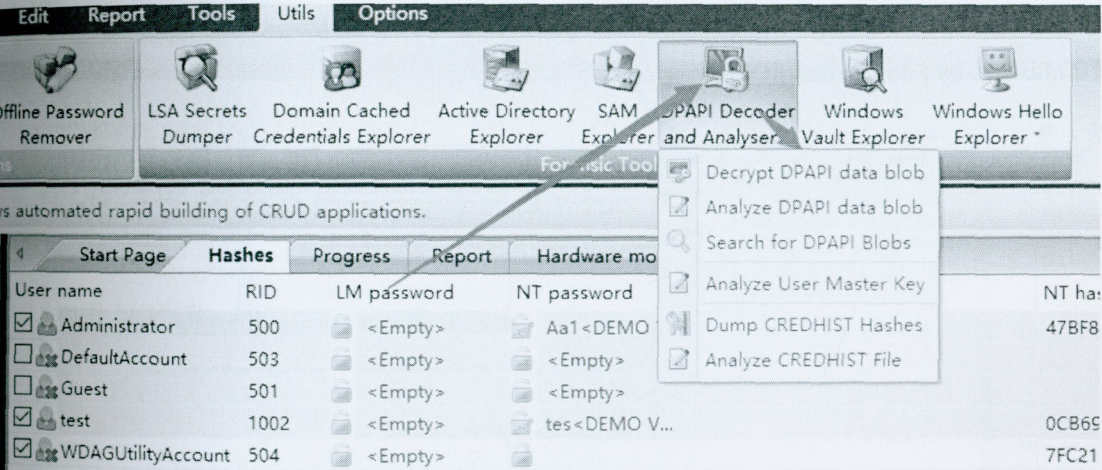 Edit Report Tools Utils Options
Offline Password Remover
LSA Secrets Dumper
Domain Cached Credentials Explorer
Active Directory Explorer
SAM Explorer
DPAPI Decoder and Analyser
Windows Vault Explorer
Windows Hello Explorer
Decrypt DPAPI data blob
Analyze DPAPI data blob
Search for DPAPI Blobs
Analyze User Master Key
Dump CREDHIST Hashes
Analyze CREDHIST File
automated rapid building of CRUD applications.
Start Page Hashes Progress Report Hardware mo
User name RID LM password NT password NT has
Administrator 500 <Empty> Aa1<DEMO 47BF8
DefaultAccount 503 <Empty> <Empty>
Guest 501 <Empty> <Empty>
test 1002 <Empty> tes<DEMO V... 0CB69
WDAGUtilityAccount 504 <Empty> 7FC21